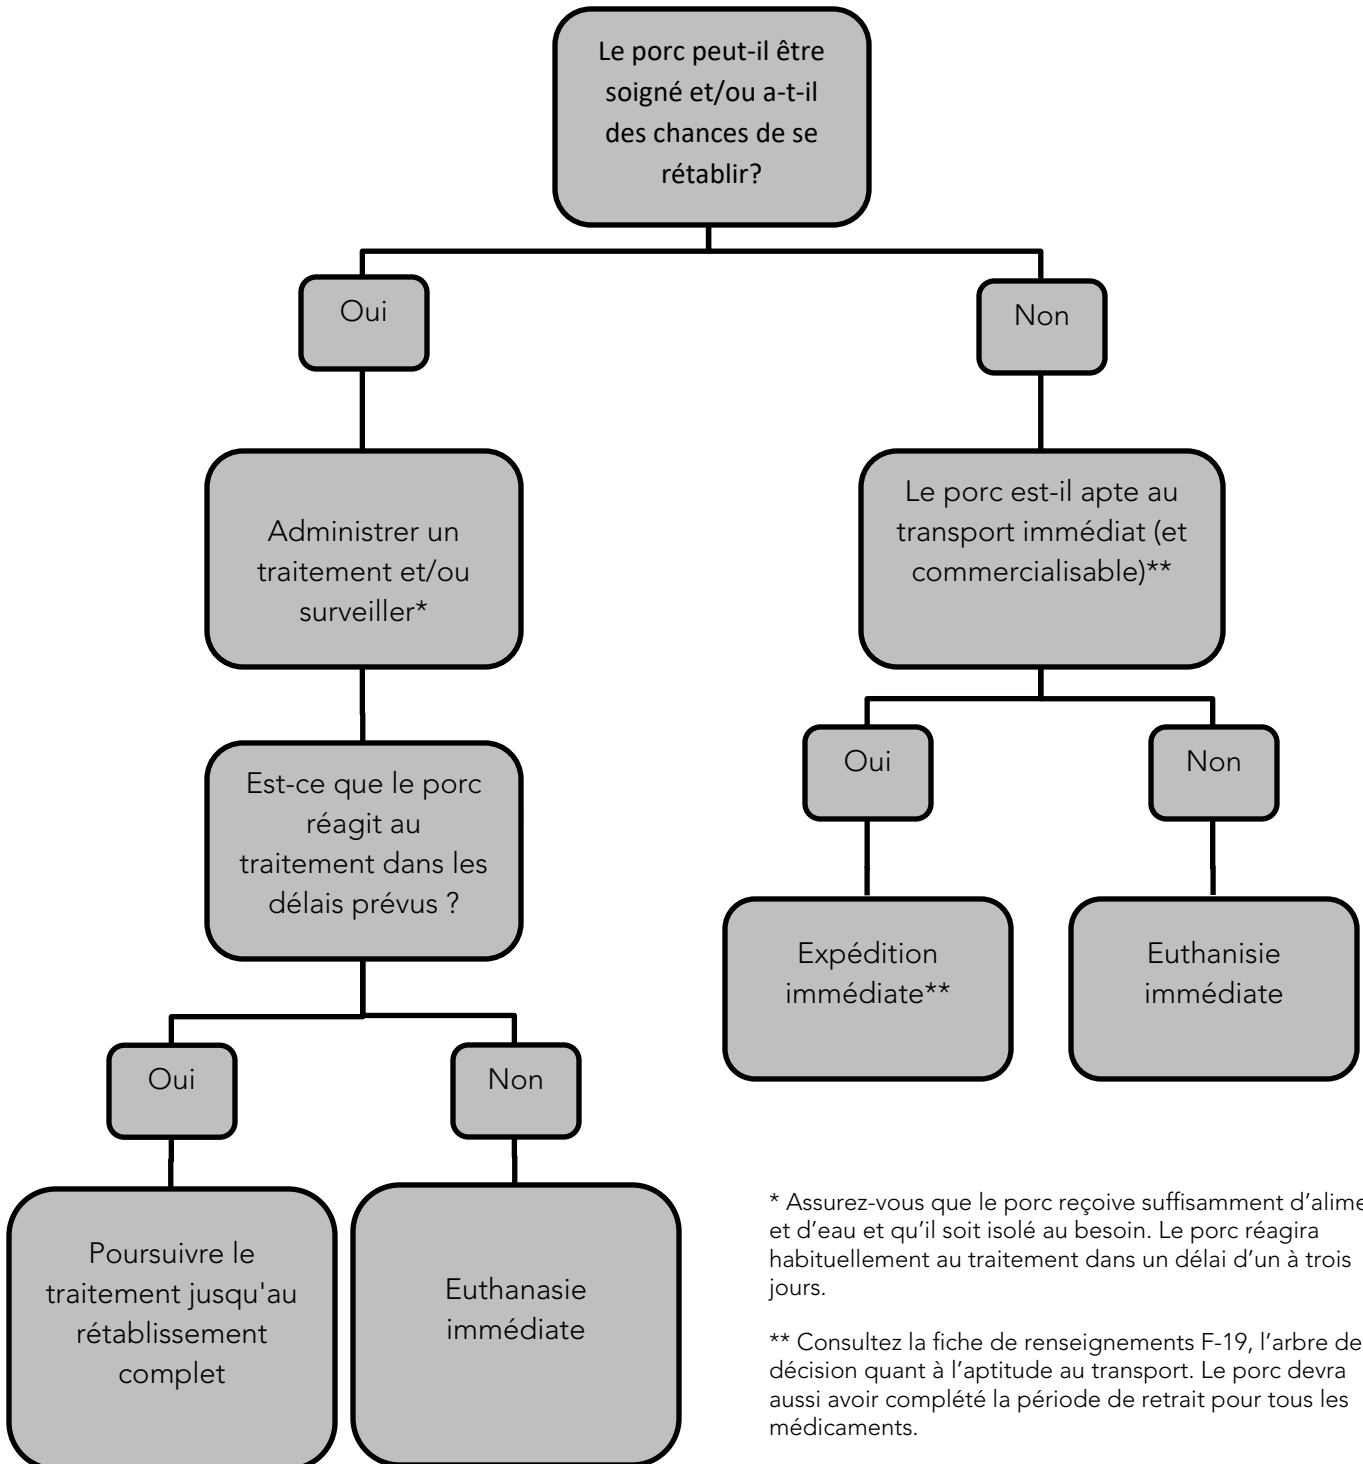 Le porc peut-il être
soigné et/ou a-t-il
des chances de se
rétablir?
Oui
Non
Administrer un
traitement et/ou
surveiller*
Le porc est-il apte au
transport immédiat (et
commercialisable)**
Est-ce que le porc
réagit au
traitement dans les
délais prévus ?
Oui
Non
Expédition
immédiate**
Euthanisie
immédiate
Oui
Non
Poursuivre le
traitement jusqu'au
rétablissement
complet
Euthanasie
immédiate
* Assurez-vous que le porc reçoive suffisamment d’alime
et d’eau et qu’il soit isolé au besoin. Le porc réagira
habituellement au traitement dans un délai d’un à trois
jours.
** Consultez la fiche de renseignements F-19, l’arbre de
décision quant à l’aptitude au transport. Le porc devra
aussi avoir complété la période de retrait pour tous les
médicaments.